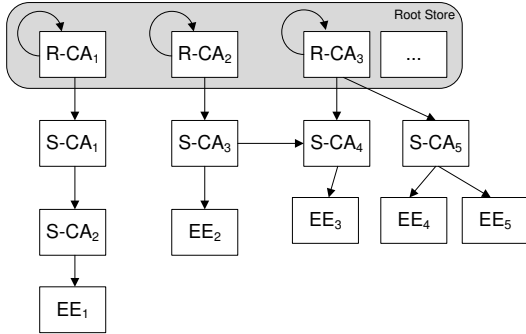 Root Store
R-CA₁ R-CA₂ R-CA₃ ...
S-CA₁ S-CA₃ S-CA₄ S-CA₅
S-CA₂ EE₂ EE₃ EE₄ EE₅
EE₁